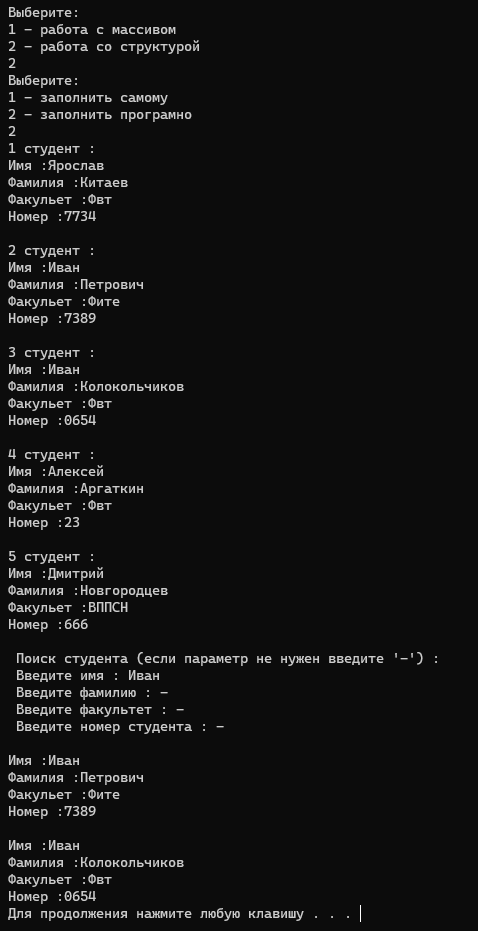 Выберите:
1 - работа с массивом
2 - работа со структурой
2
Выберите:
1 - заполнить самому
2 - заполнить програмно
2
1 студент :
Имя :Ярослав
Фамилия :Китаев
Факульет :Фвт
Номер :7734
2 студент :
Имя :Иван
Фамилия :Петрович
Факульет :Фите
Номер :7389
3 студент :
Имя :Иван
Фамилия :Колокольчиков
Факульет :Фвт
Номер :0654
4 студент :
Имя :Алексей
Фамилия :Аргаткин
Факульет :Фвт
Номер :23
5 студент :
Имя :Дмитрий
Фамилия :Новгородцев
Факульет :ВППСН
Номер :666
Поиск студента (если параметр не нужен введите '-') :
Введите имя : Иван
Введите фамилию : -
Введите факультет : -
Введите номер студента : -
Имя :Иван
Фамилия :Петрович
Факульет :Фите
Номер :7389
Имя :Иван
Фамилия :Колокольчиков
Факульет :Фвт
Номер :0654
Для продолжения нажмите любую клавишу . . .